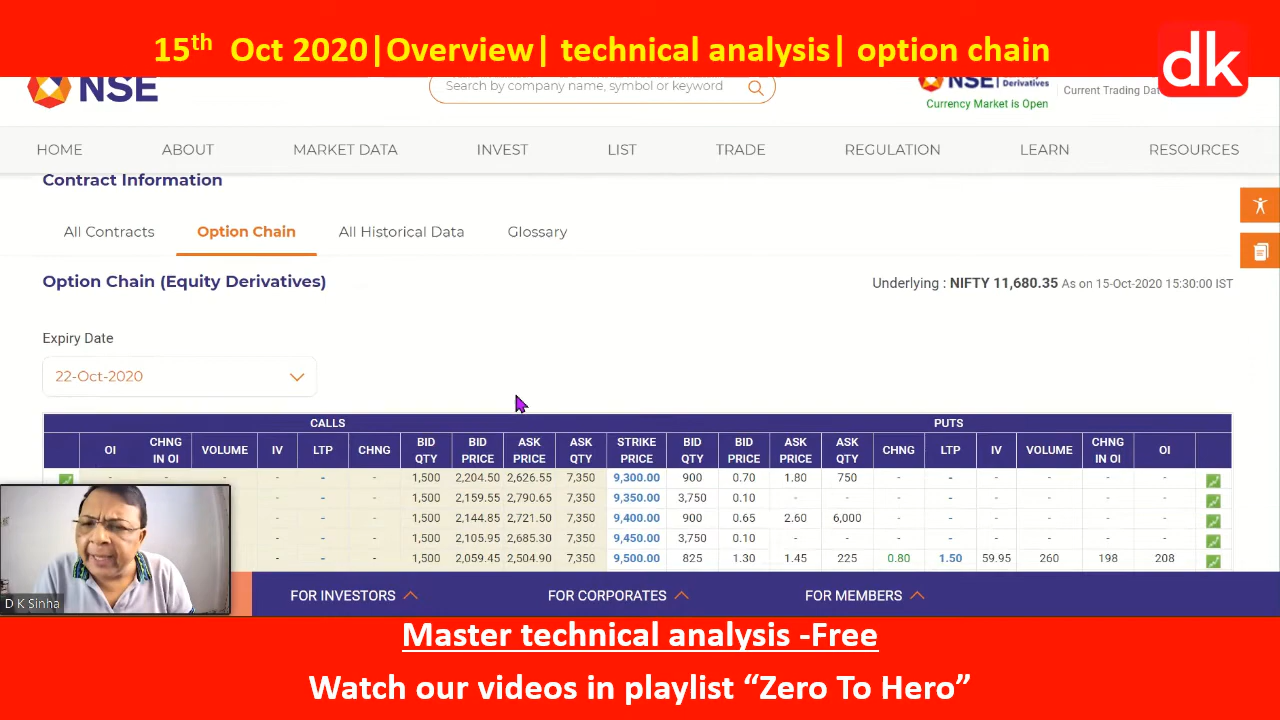 15th Oct 2020|Overview| technical analysis| option chain
dk
NSE
Search by company name, symbol or keyword
NSE | Derivatives
Currency Market is Open
Current Trading
HOME ABOUT MARKET DATA INVEST LIST TRADE REGULATION LEARN RESOURCES
Contract Information
All Contracts Option Chain All Historical Data Glossary
Option Chain (Equity Derivatives)
Underlying : NIFTY 11,680.35 As on 15-Oct-2020 15:30:00 IST
Expiry Date
22-Oct-2020
CALLS PUTS
OI CHNG IN OI VOLUME IV LTP CHNG BID QTY BID PRICE ASK PRICE ASK QTY STRIKE PRICE BID QTY BID PRICE ASK PRICE ASK QTY CHNG LTP IV VOLUME CHNG IN OI OI
- - - - - - 1,500 2,204.50 2,626.55 7,350 9,300.00 900 0.70 1.80 750 - - - - - -
- - - - 1,500 2,159.55 2,790.65 7,350 9,350.00 3,750 0.10 - - - - - - - -
- - - - 1,500 2,144.85 2,721.50 7,350 9,400.00 900 0.65 2.60 6,000 - - - - - -
- - - - 1,500 2,105.95 2,685.30 7,350 9,450.00 3,750 0.10 - - - - - - - -
- - - - 1,500 2,059.45 2,504.90 7,350 9,500.00 825 1.30 1.45 225 0.80 1.50 59.95 260 198 208
D K Sinha
FOR INVESTORS FOR CORPORATES FOR MEMBERS
Master technical analysis -Free
Watch our videos in playlist “Zero To Hero”